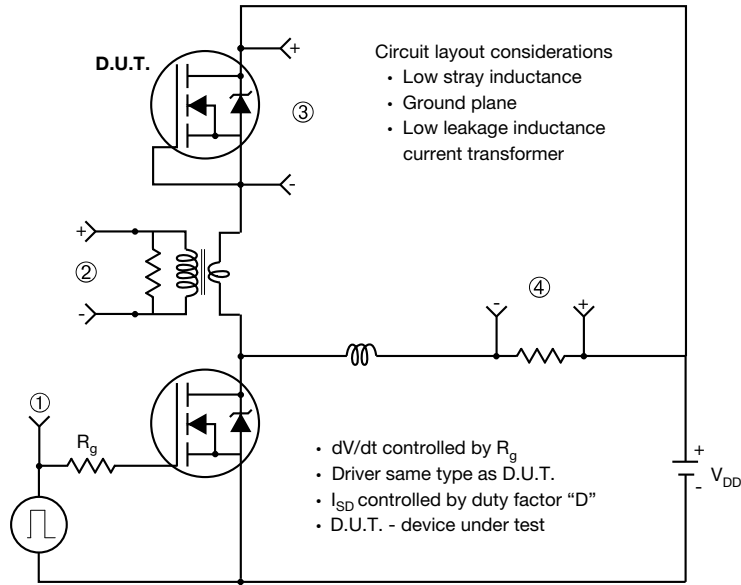 D.U.T.
+
-
③
Circuit layout considerations
• Low stray inductance
• Ground plane
• Low leakage inductance
current transformer
+
②
-
-
④
+
①
Rg
• dV/dt controlled by Rg
• Driver same type as D.U.T.
• ISD controlled by duty factor “D”
• D.U.T. - device under test
+
-
VDD